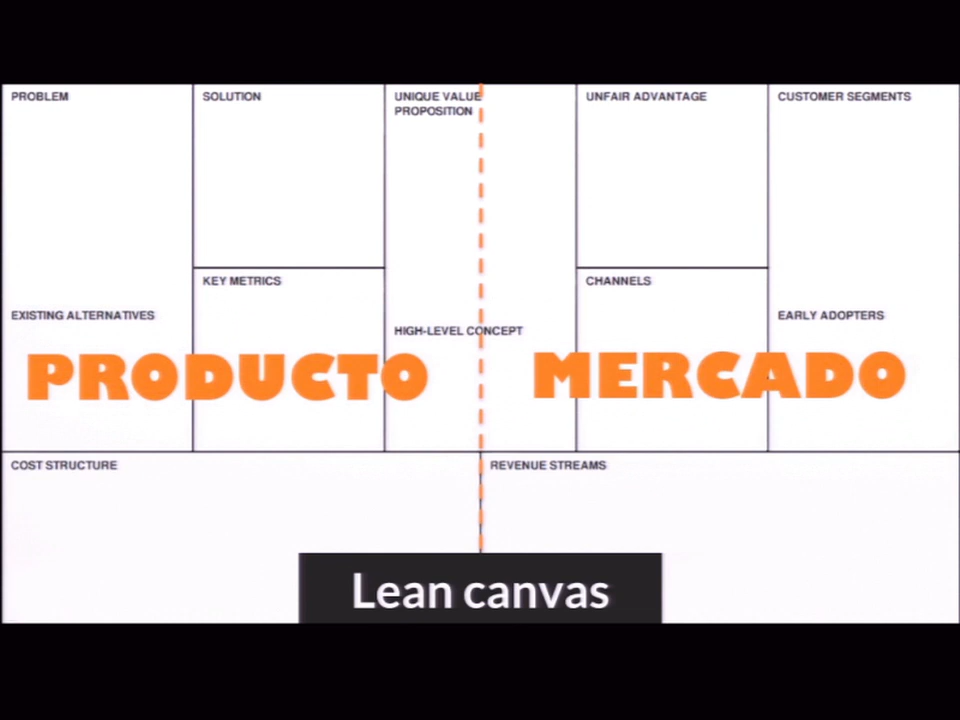 PROBLEM
SOLUTION
UNIQUE VALUE
PROPOSITION
UNFAIR ADVANTAGE
CUSTOMER SEGMENTS
KEY METRICS
CHANNELS
EXISTING ALTERNATIVES
HIGH-LEVEL CONCEPT
EARLY ADOPTERS
PRODUCTO
MERCADO
COST STRUCTURE
REVENUE STREAMS
Lean canvas